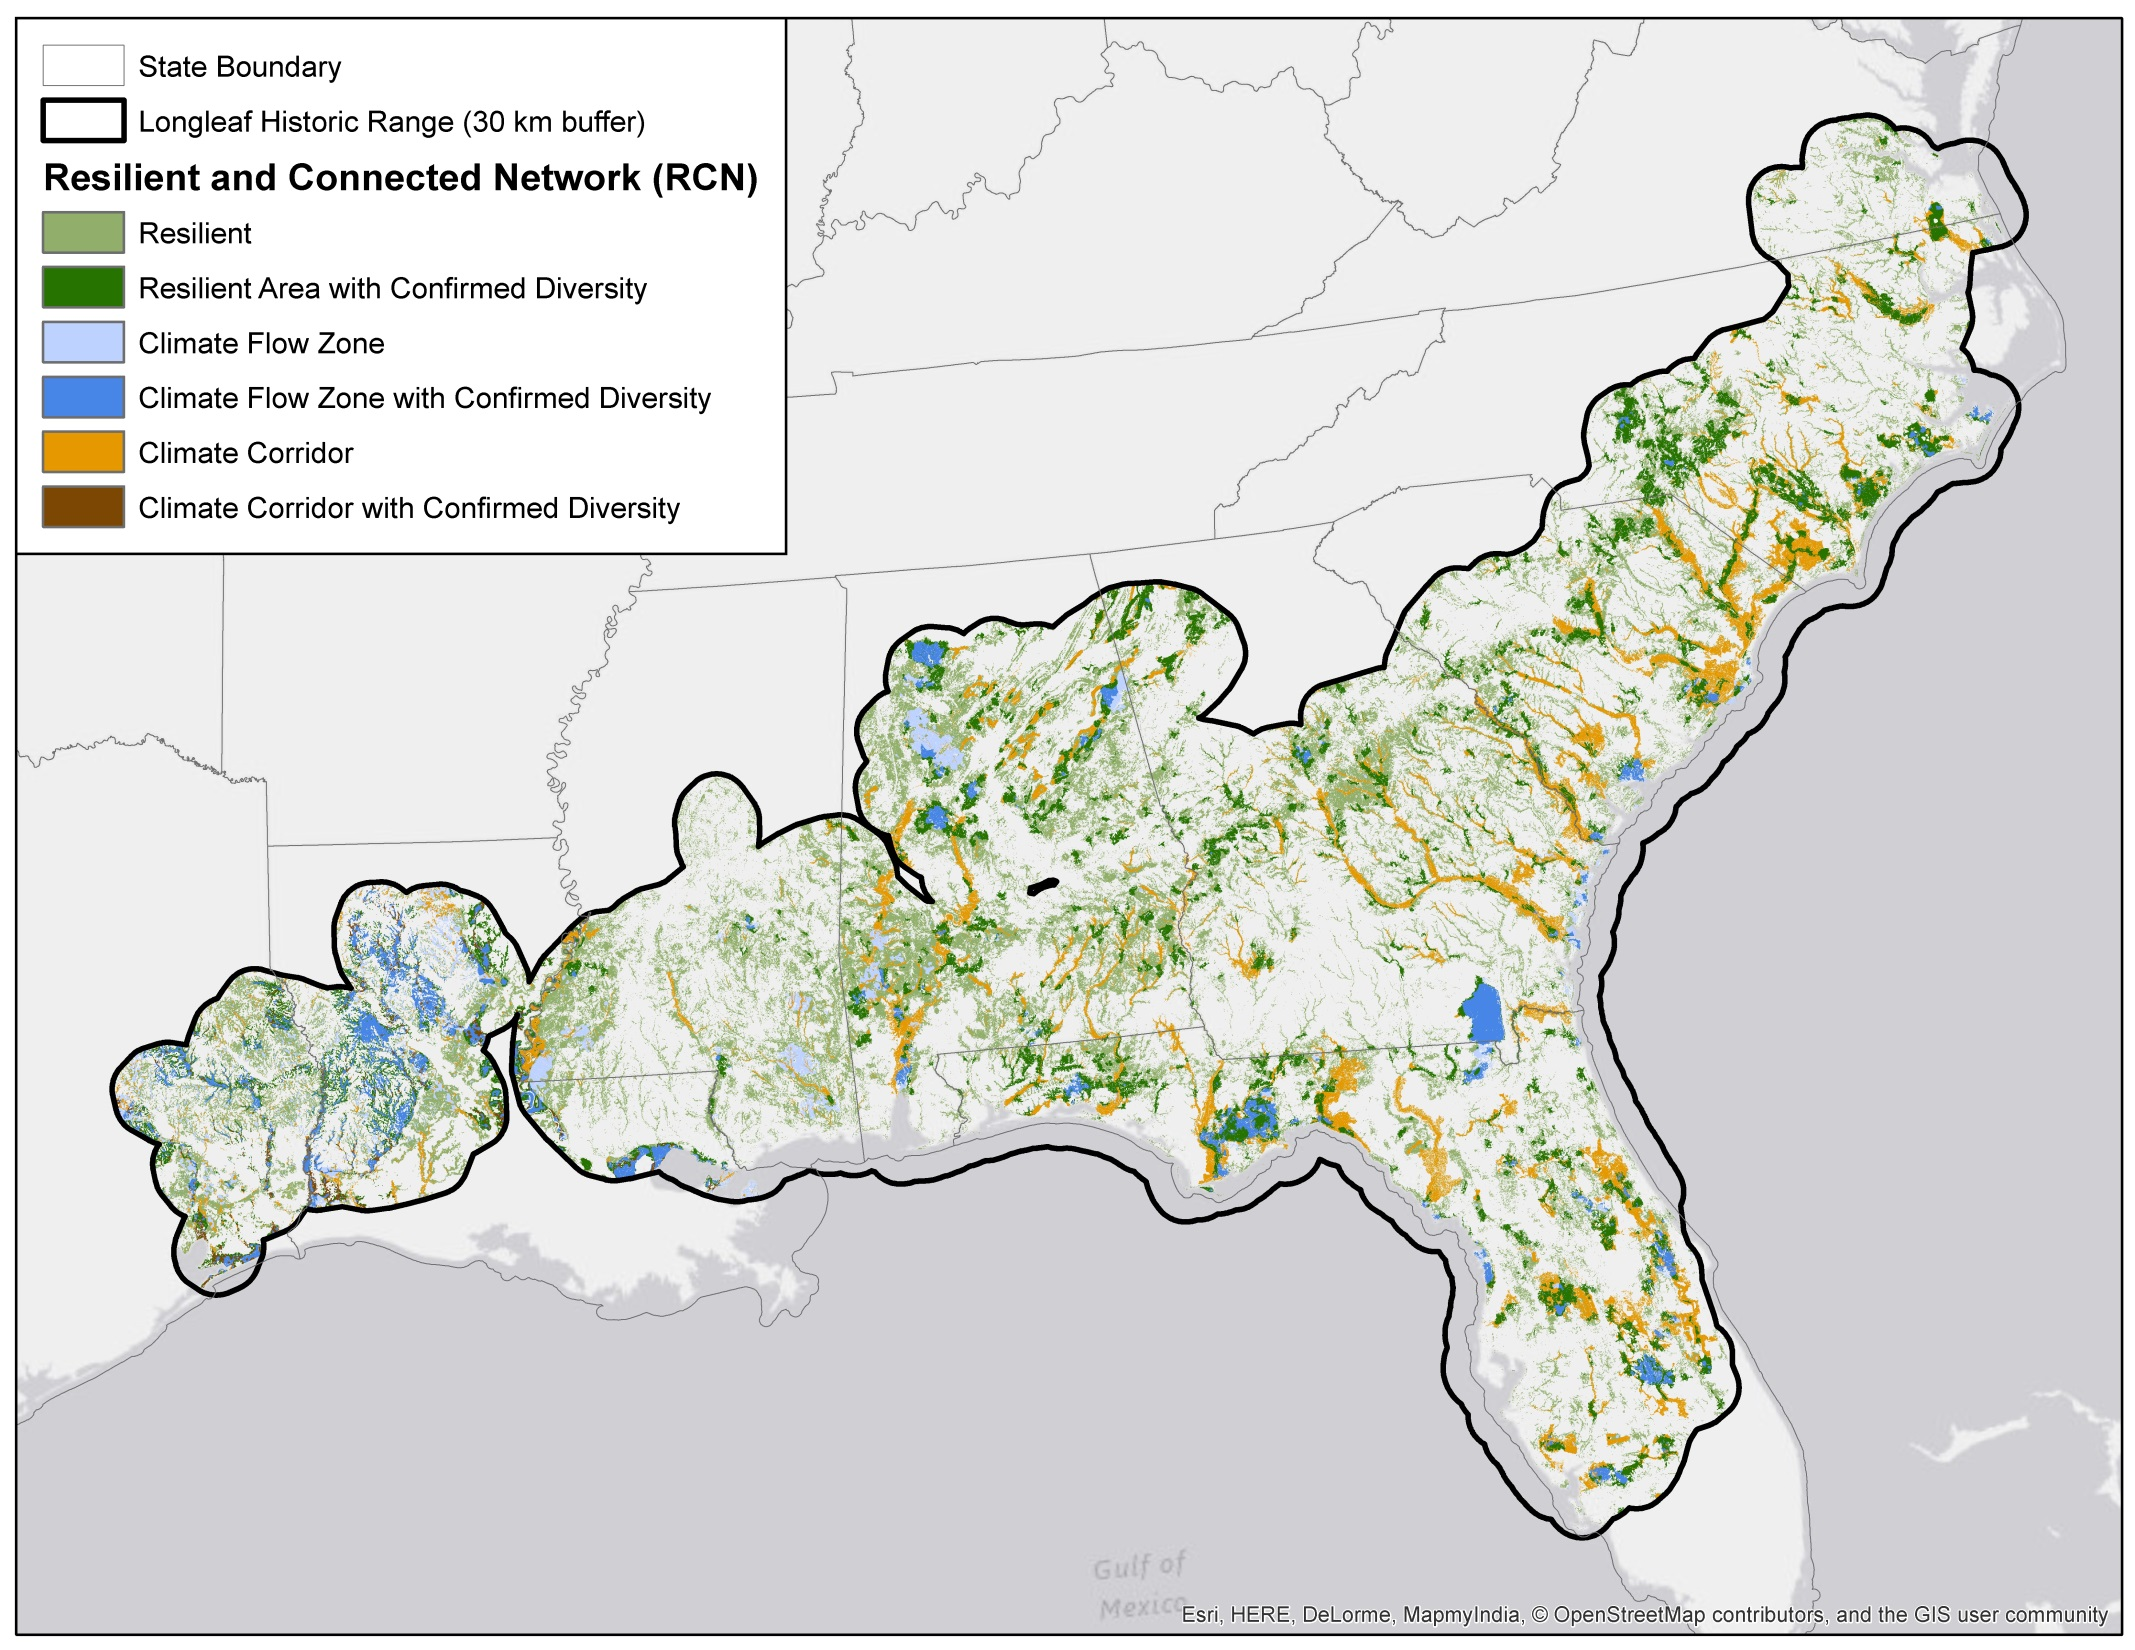 State Boundary
Longleaf Historic Range (30 km buffer)
Resilient and Connected Network (RCN)
Resilient
Resilient Area with Confirmed Diversity
Climate Flow Zone
Climate Flow Zone with Confirmed Diversity
Climate Corridor
Climate Corridor with Confirmed Diversity
Gulf of
Mexico
Esri, HERE, DeLorme, MapmyIndia, © OpenStreetMap contributors, and the GIS user community